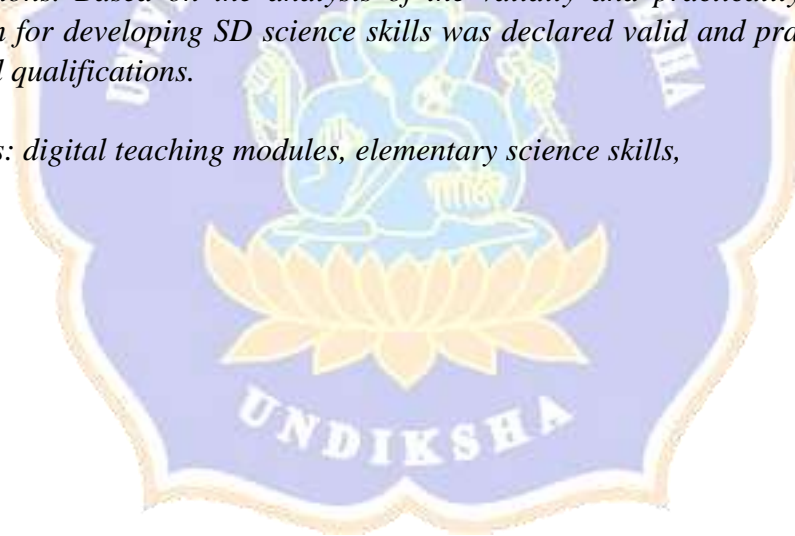 ions. Based on the analysis of the validity and practicality
n for developing SD science skills was declared valid and pra
l qualifications.
s: digital teaching modules, elementary science skills,
UNDIKSHA